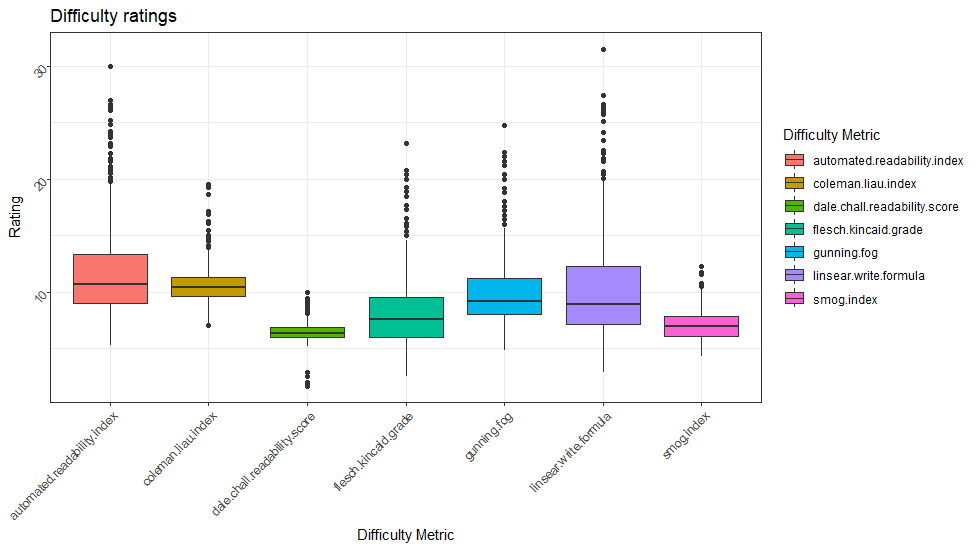 Difficulty ratings
Rating
30
20
10
automated.readability.index
coleman.liau.index
dale.chall.readability.score
flesch.kincaid.grade
gunning.fog
linsear.write.formula
smog.index
Difficulty Metric
Difficulty Metric
automated.readability.index
coleman.liau.index
dale.chall.readability.score
flesch.kincaid.grade
gunning.fog
linsear.write.formula
smog.index